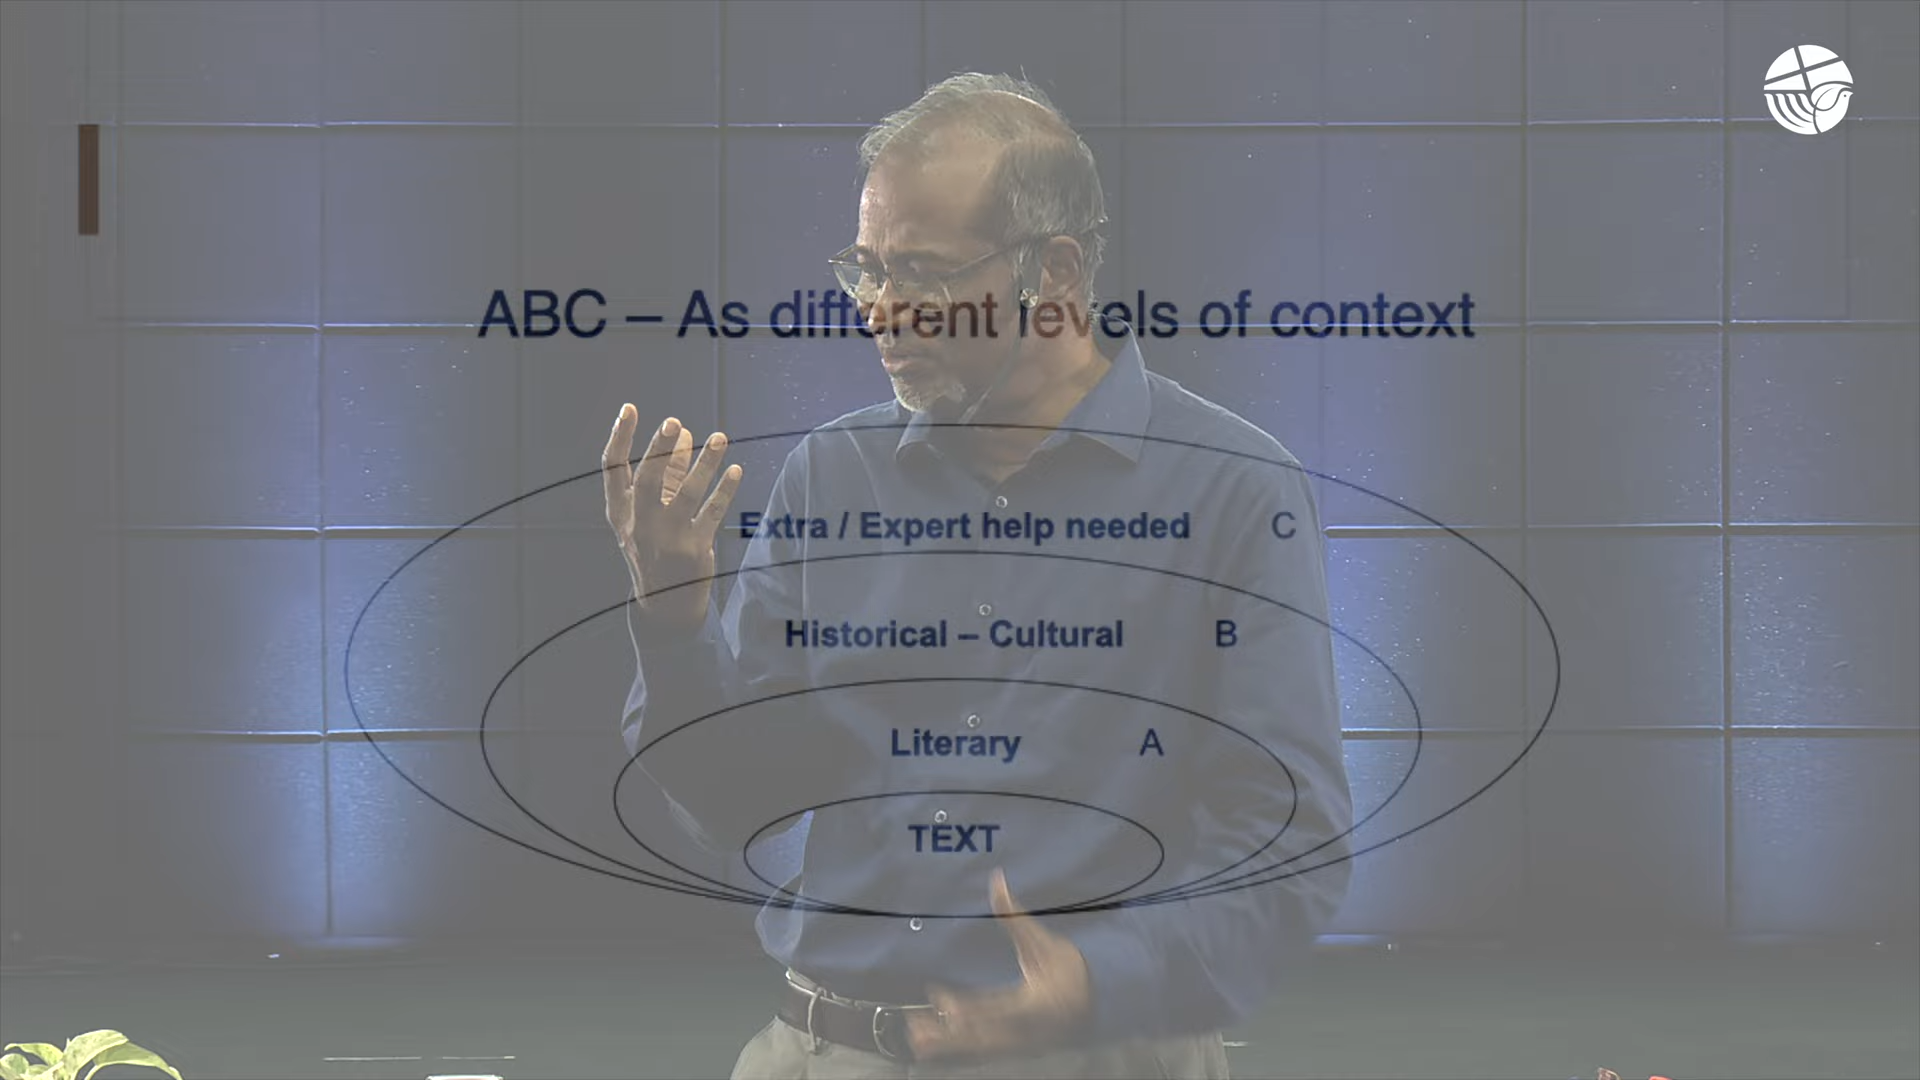 ABC – As different levels of context
Extra / Expert help needed C
Historical – Cultural B
Literary A
TEXT